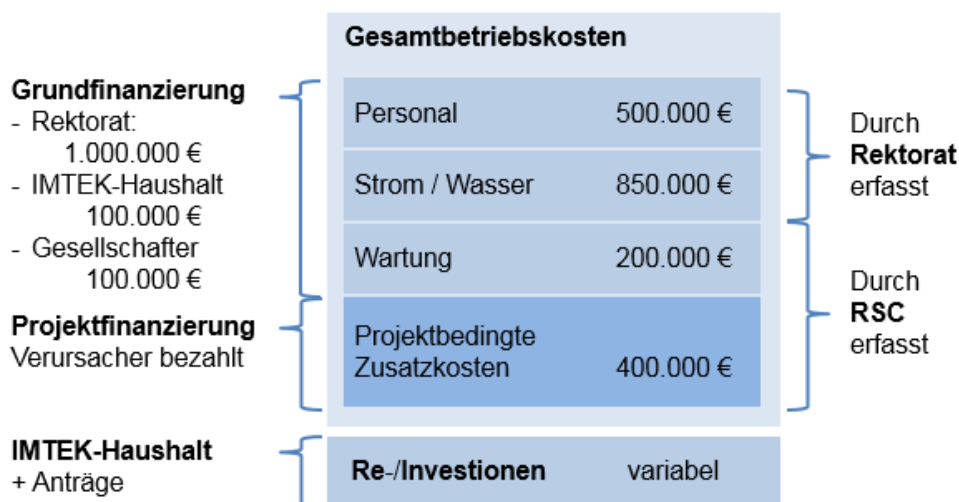 Gesamtbetriebskosten
Grundfinanzierung
- Rektorat:
1.000.000 €
- IMTEK-Haushalt
100.000 €
- Gesellschafter
100.000 €
Projektfinanzierung
Verursacher bezahlt
IMTEK-Haushalt
+ Anträge
Personal 500.000 €
Strom / Wasser 850.000 €
Wartung 200.000 €
Projektbedingte
Zusatzkosten 400.000 €
Re-/Investionen variabel
Durch
Rektorat
erfasst
Durch
RSC
erfasst